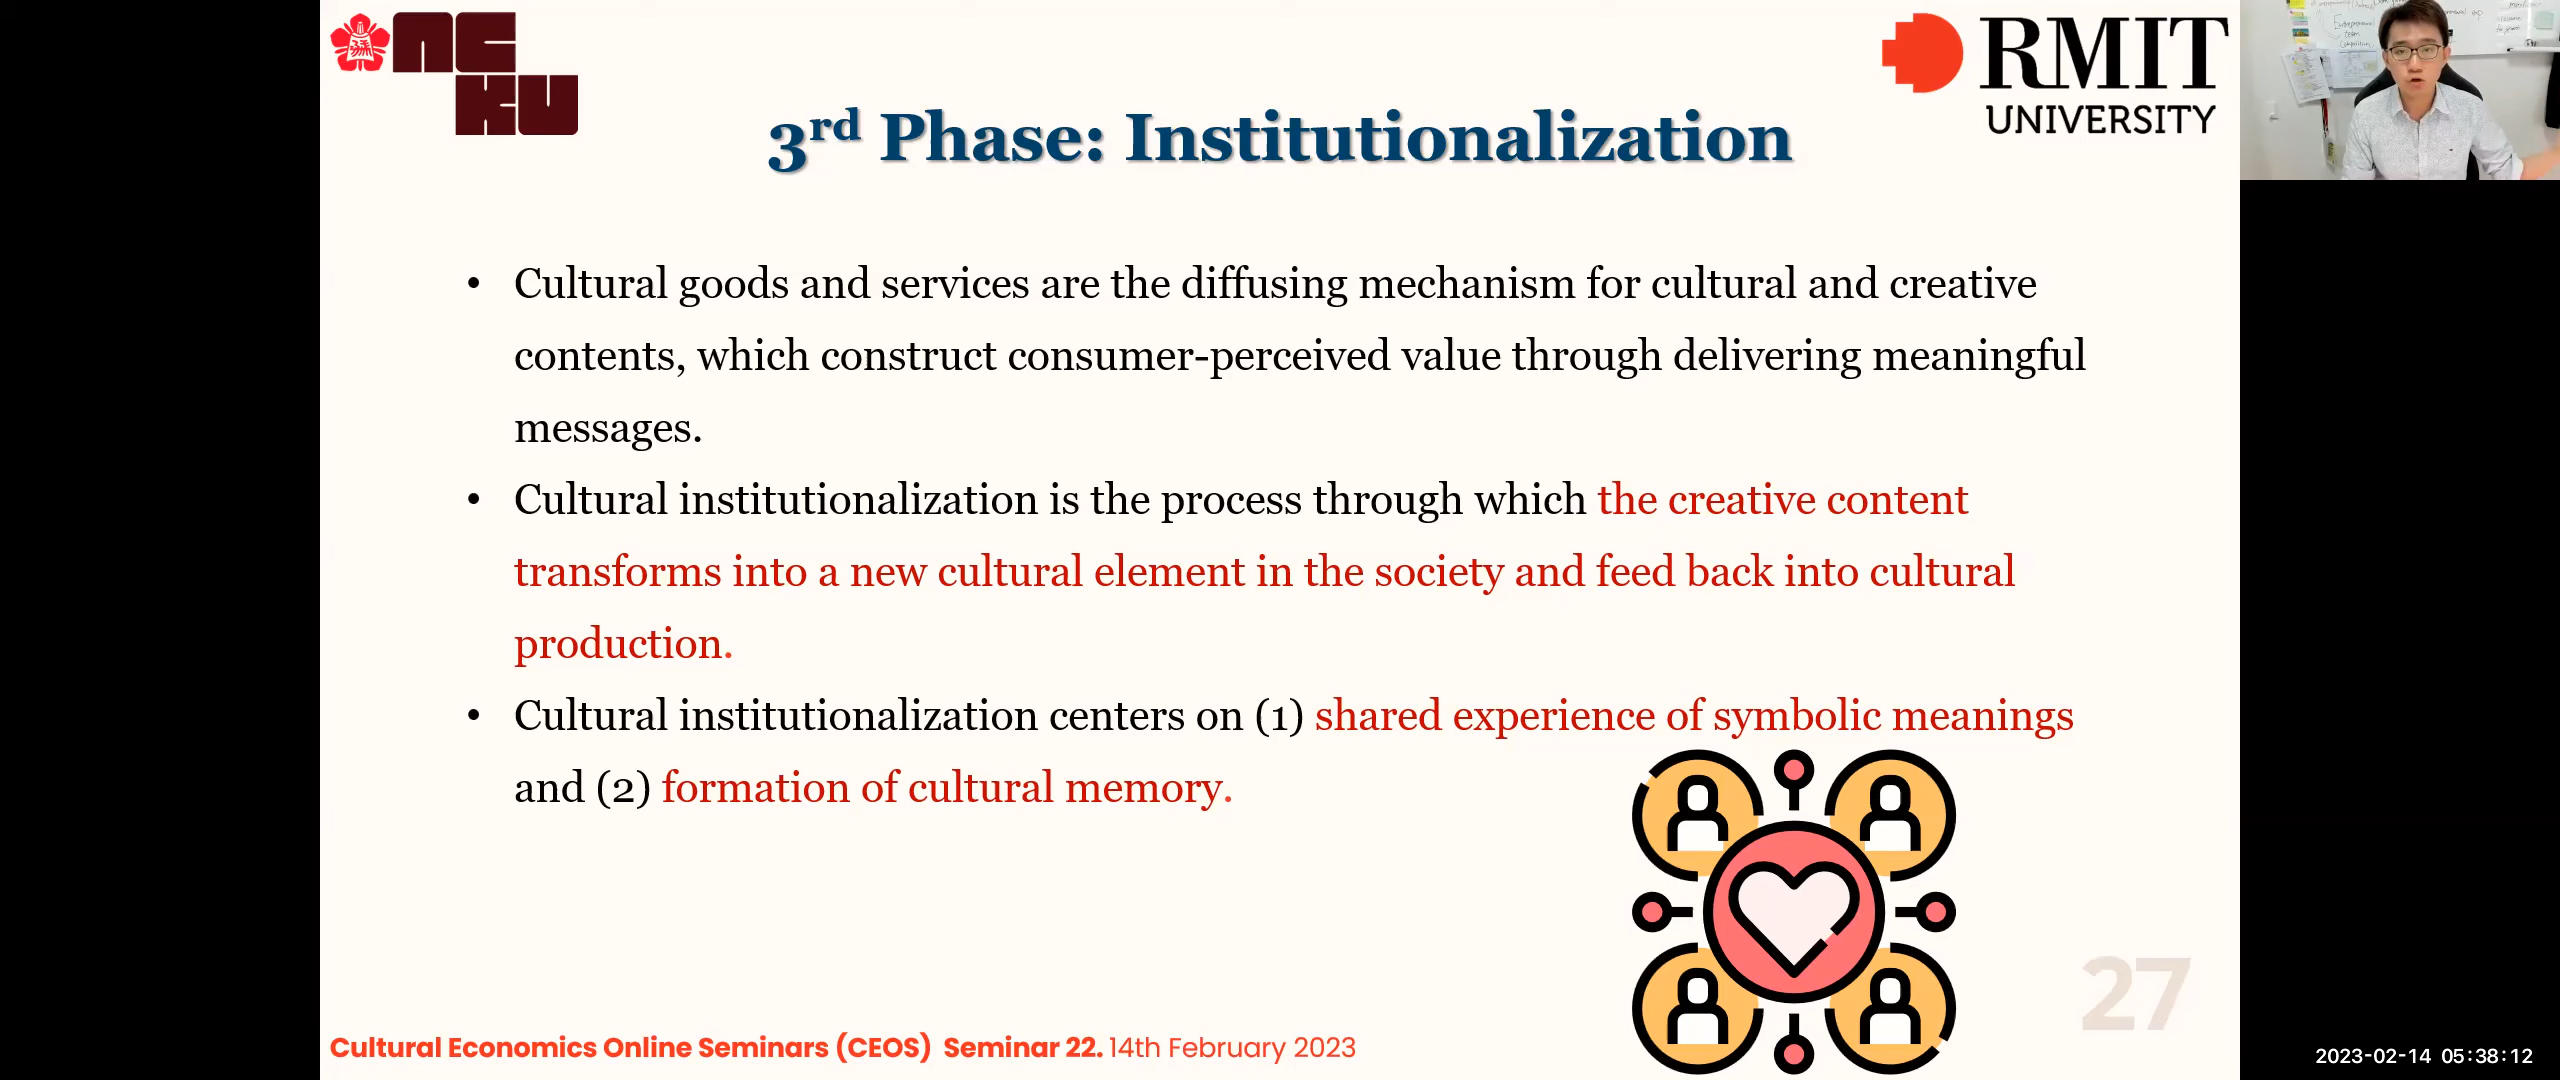 NCKU
RMIT
UNIVERSITY
3rd Phase: Institutionalization
• Cultural goods and services are the diffusing mechanism for cultural and creative
contents, which construct consumer-perceived value through delivering meaningful
messages.
• Cultural institutionalization is the process through which the creative content
transforms into a new cultural element in the society and feed back into cultural
production.
• Cultural institutionalization centers on (1) shared experience of symbolic meanings
and (2) formation of cultural memory.
27
Cultural Economics Online Seminars (CEOS) Seminar 22. 14th February 2023
2023-02-14 05:38:12